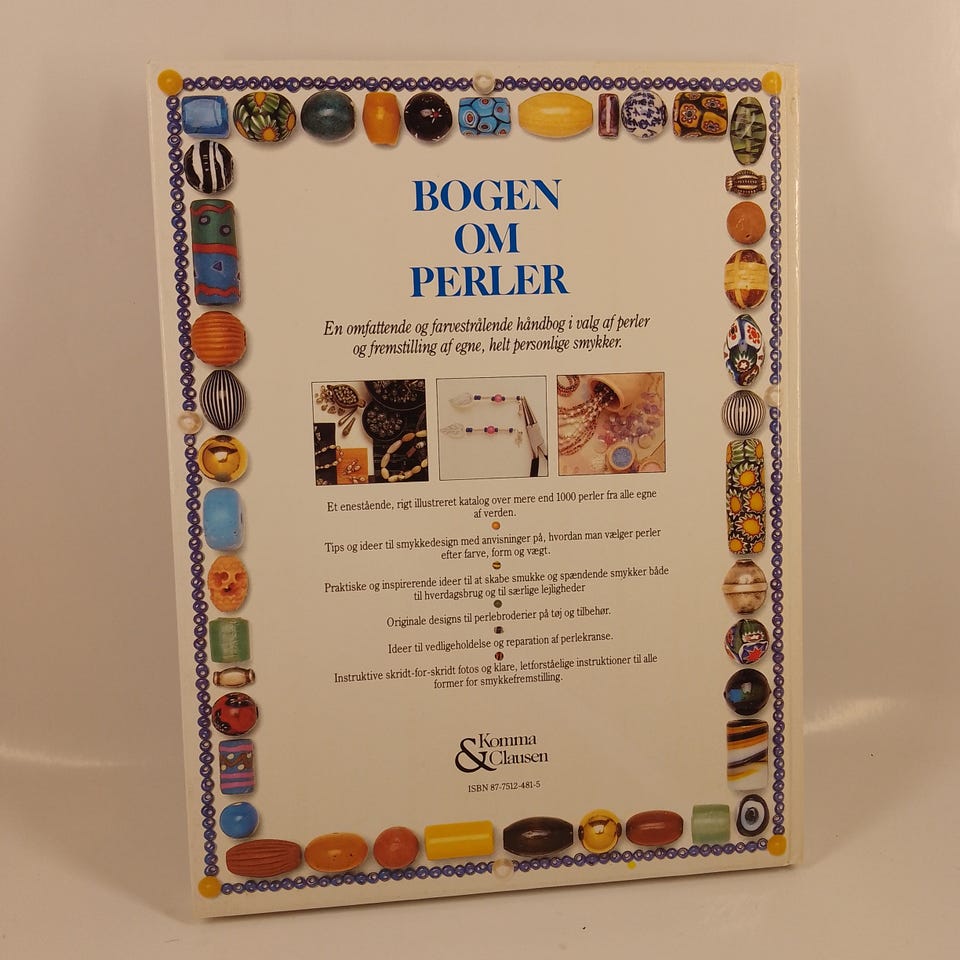 BOGEN
OM
PERLER
En omfattende og farvestrålende håndbog i valg af perler
og fremstilling af egne, helt personlige smykker.
Et enestående, rigt illustreret katalog over mere end 1000 perler fra alle egne
af verden.
Tips og ideer til smykkedesign med anvisninger på, hvordan man vælger perler
efter farve, form og vægt.
Praktiske og inspirerende ideer til at skabe smukke og spændende smykker både
til hverdagsbrug og til særlige lejligheder
Originale designs til perlebroderier på tøj og tilbehør.
Ideer til vedligeholdelse og reparation af perlekranse.
Instruktive skridt-for-skridt fotos og klare, letforståelige instruktioner til alle
former for smykkefremstilling.
Komma
& Clausen
ISBN 87-7512-481-5